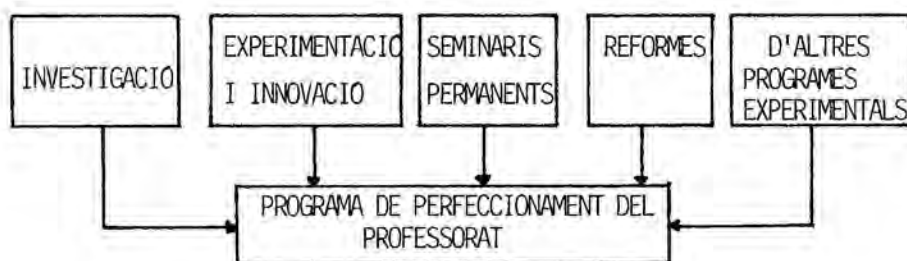 INVESTIGACIO
EXPERIMENTACIO
I INNOVACIO
SEMINARIS
PERMANENTS
REFORMES
D'ALTRES
PROGRAMES
EXPERIMENTALS
PROGRAMA DE PERFECCIONAMENT DEL
PROFESSORAT